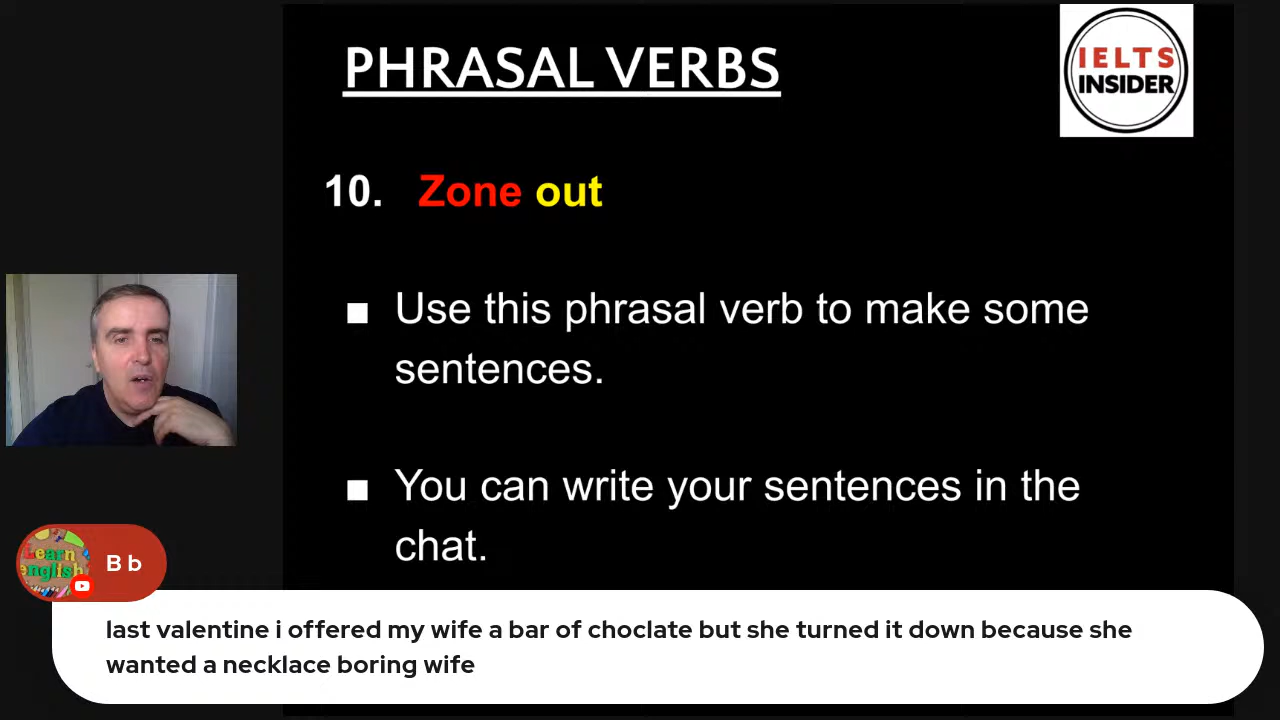 PHRASAL VERBS
IELTS
INSIDER
10. Zone out
■ Use this phrasal verb to make some
sentences.
■ You can write your sentences in the
chat.
Learn
English
B b
last valentine i offered my wife a bar of choclate but she turned it down because she
wanted a necklace boring wife